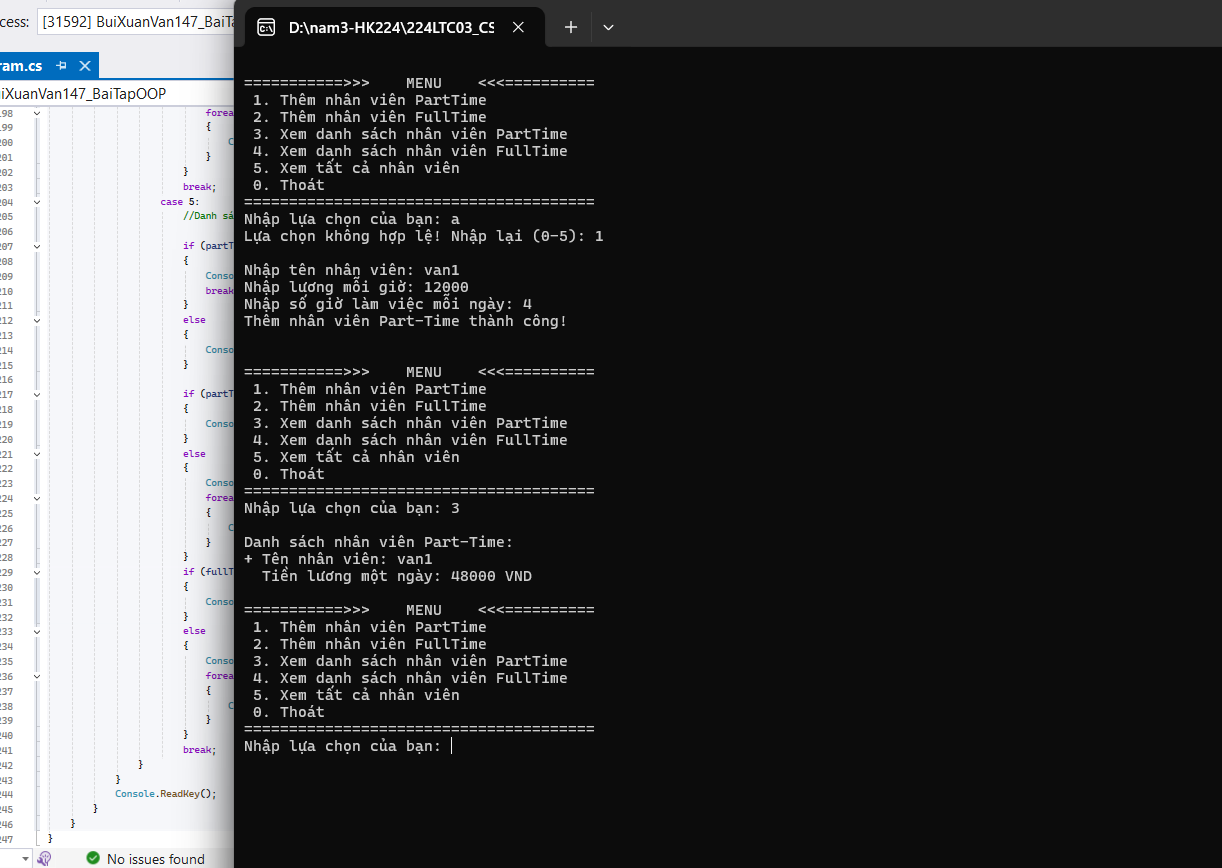 cess: [31592] BuiXuanVan147_BaiTa
ram.cs
iXuanVan147_BaiTapOOP
198 forea
199 {
200 C
201 }
202 }
203 break;
204 case 5:
205 //Danh sá
206
207 if (partT
208 {
209 Conso
210 break
211 }
212 else
213 {
214 Conso
215 }
216
217 if (partT
218 {
219 Conso
220 }
221 else
222 {
223 Conso
224 forea
225 {
226 C
227 }
228 }
229 if (fullT
230 {
231 Conso
232 }
233 else
234 {
235 Conso
236 forea
237 {
238 C
239 }
240 }
241 break;
242 }
243 }
244 Console.ReadKey();
245 }
246 }
247 }
No issues found
D:\nam3-HK224\224LTC03_CS
===========>>> MENU <<<==========
1. Thêm nhân viên PartTime
2. Thêm nhân viên FullTime
3. Xem danh sách nhân viên PartTime
4. Xem danh sách nhân viên FullTime
5. Xem tất cả nhân viên
0. Thoát
=======================================
Nhập lựa chọn của bạn: a
Lựa chọn không hợp lệ! Nhập lại (0-5): 1
Nhập tên nhân viên: van1
Nhập lương mỗi giờ: 12000
Nhập số giờ làm việc mỗi ngày: 4
Thêm nhân viên Part-Time thành công!
===========>>> MENU <<<==========
1. Thêm nhân viên PartTime
2. Thêm nhân viên FullTime
3. Xem danh sách nhân viên PartTime
4. Xem danh sách nhân viên FullTime
5. Xem tất cả nhân viên
0. Thoát
=======================================
Nhập lựa chọn của bạn: 3
Danh sách nhân viên Part-Time:
+ Tên nhân viên: van1
Tiền lương một ngày: 48000 VND
===========>>> MENU <<<==========
1. Thêm nhân viên PartTime
2. Thêm nhân viên FullTime
3. Xem danh sách nhân viên PartTime
4. Xem danh sách nhân viên FullTime
5. Xem tất cả nhân viên
0. Thoát
=======================================
Nhập lựa chọn của bạn: